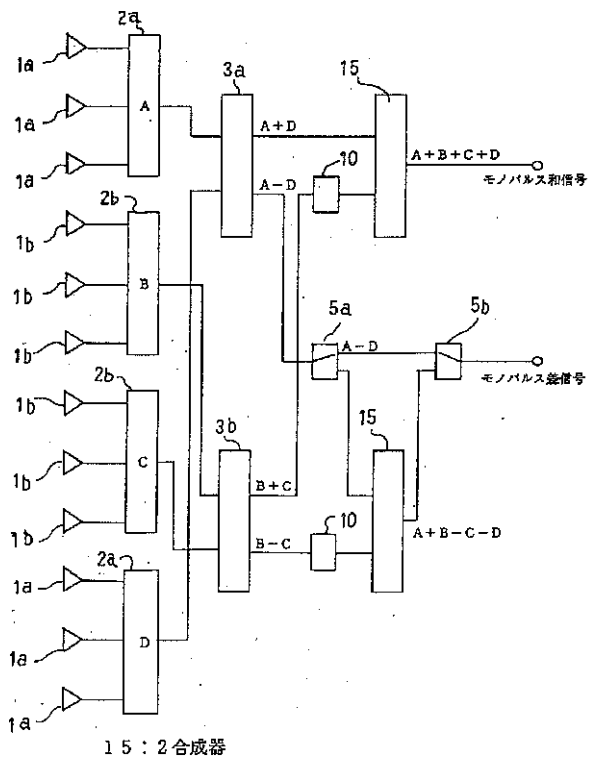 2a
1a
A
1a
1a
3a
A+D
A−D
15
10
A+B+C+D
モノパルス和信号
2b
1b
B
1b
1b
5a
A−D
5b
モノパルス差信号
2b
1b
C
1b
1b
3b
B+C
B−C
15
10
A+B−C−D
2a
1a
D
1a
1a
15：2合成器